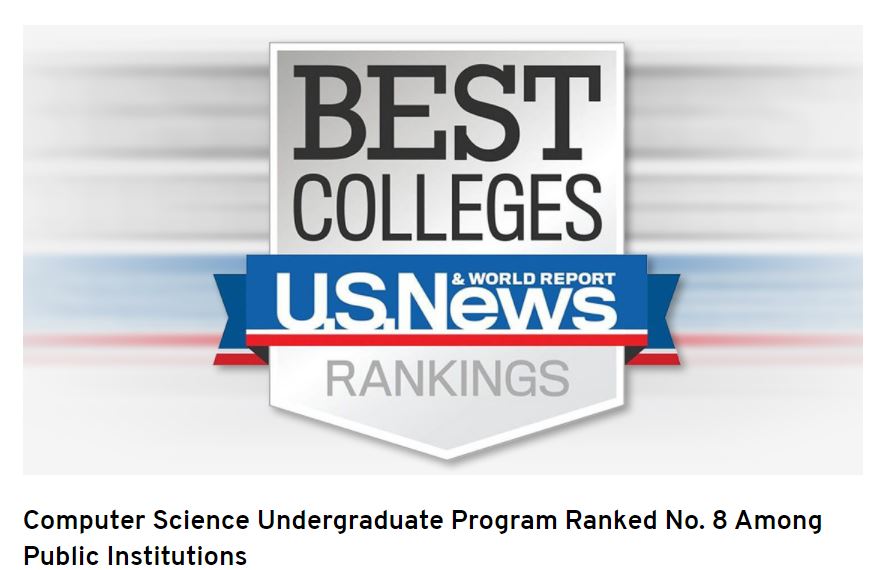 BEST
COLLEGES
U.S.News & WORLD REPORT
RANKINGS
Computer Science Undergraduate Program Ranked No. 8 Among
Public Institutions